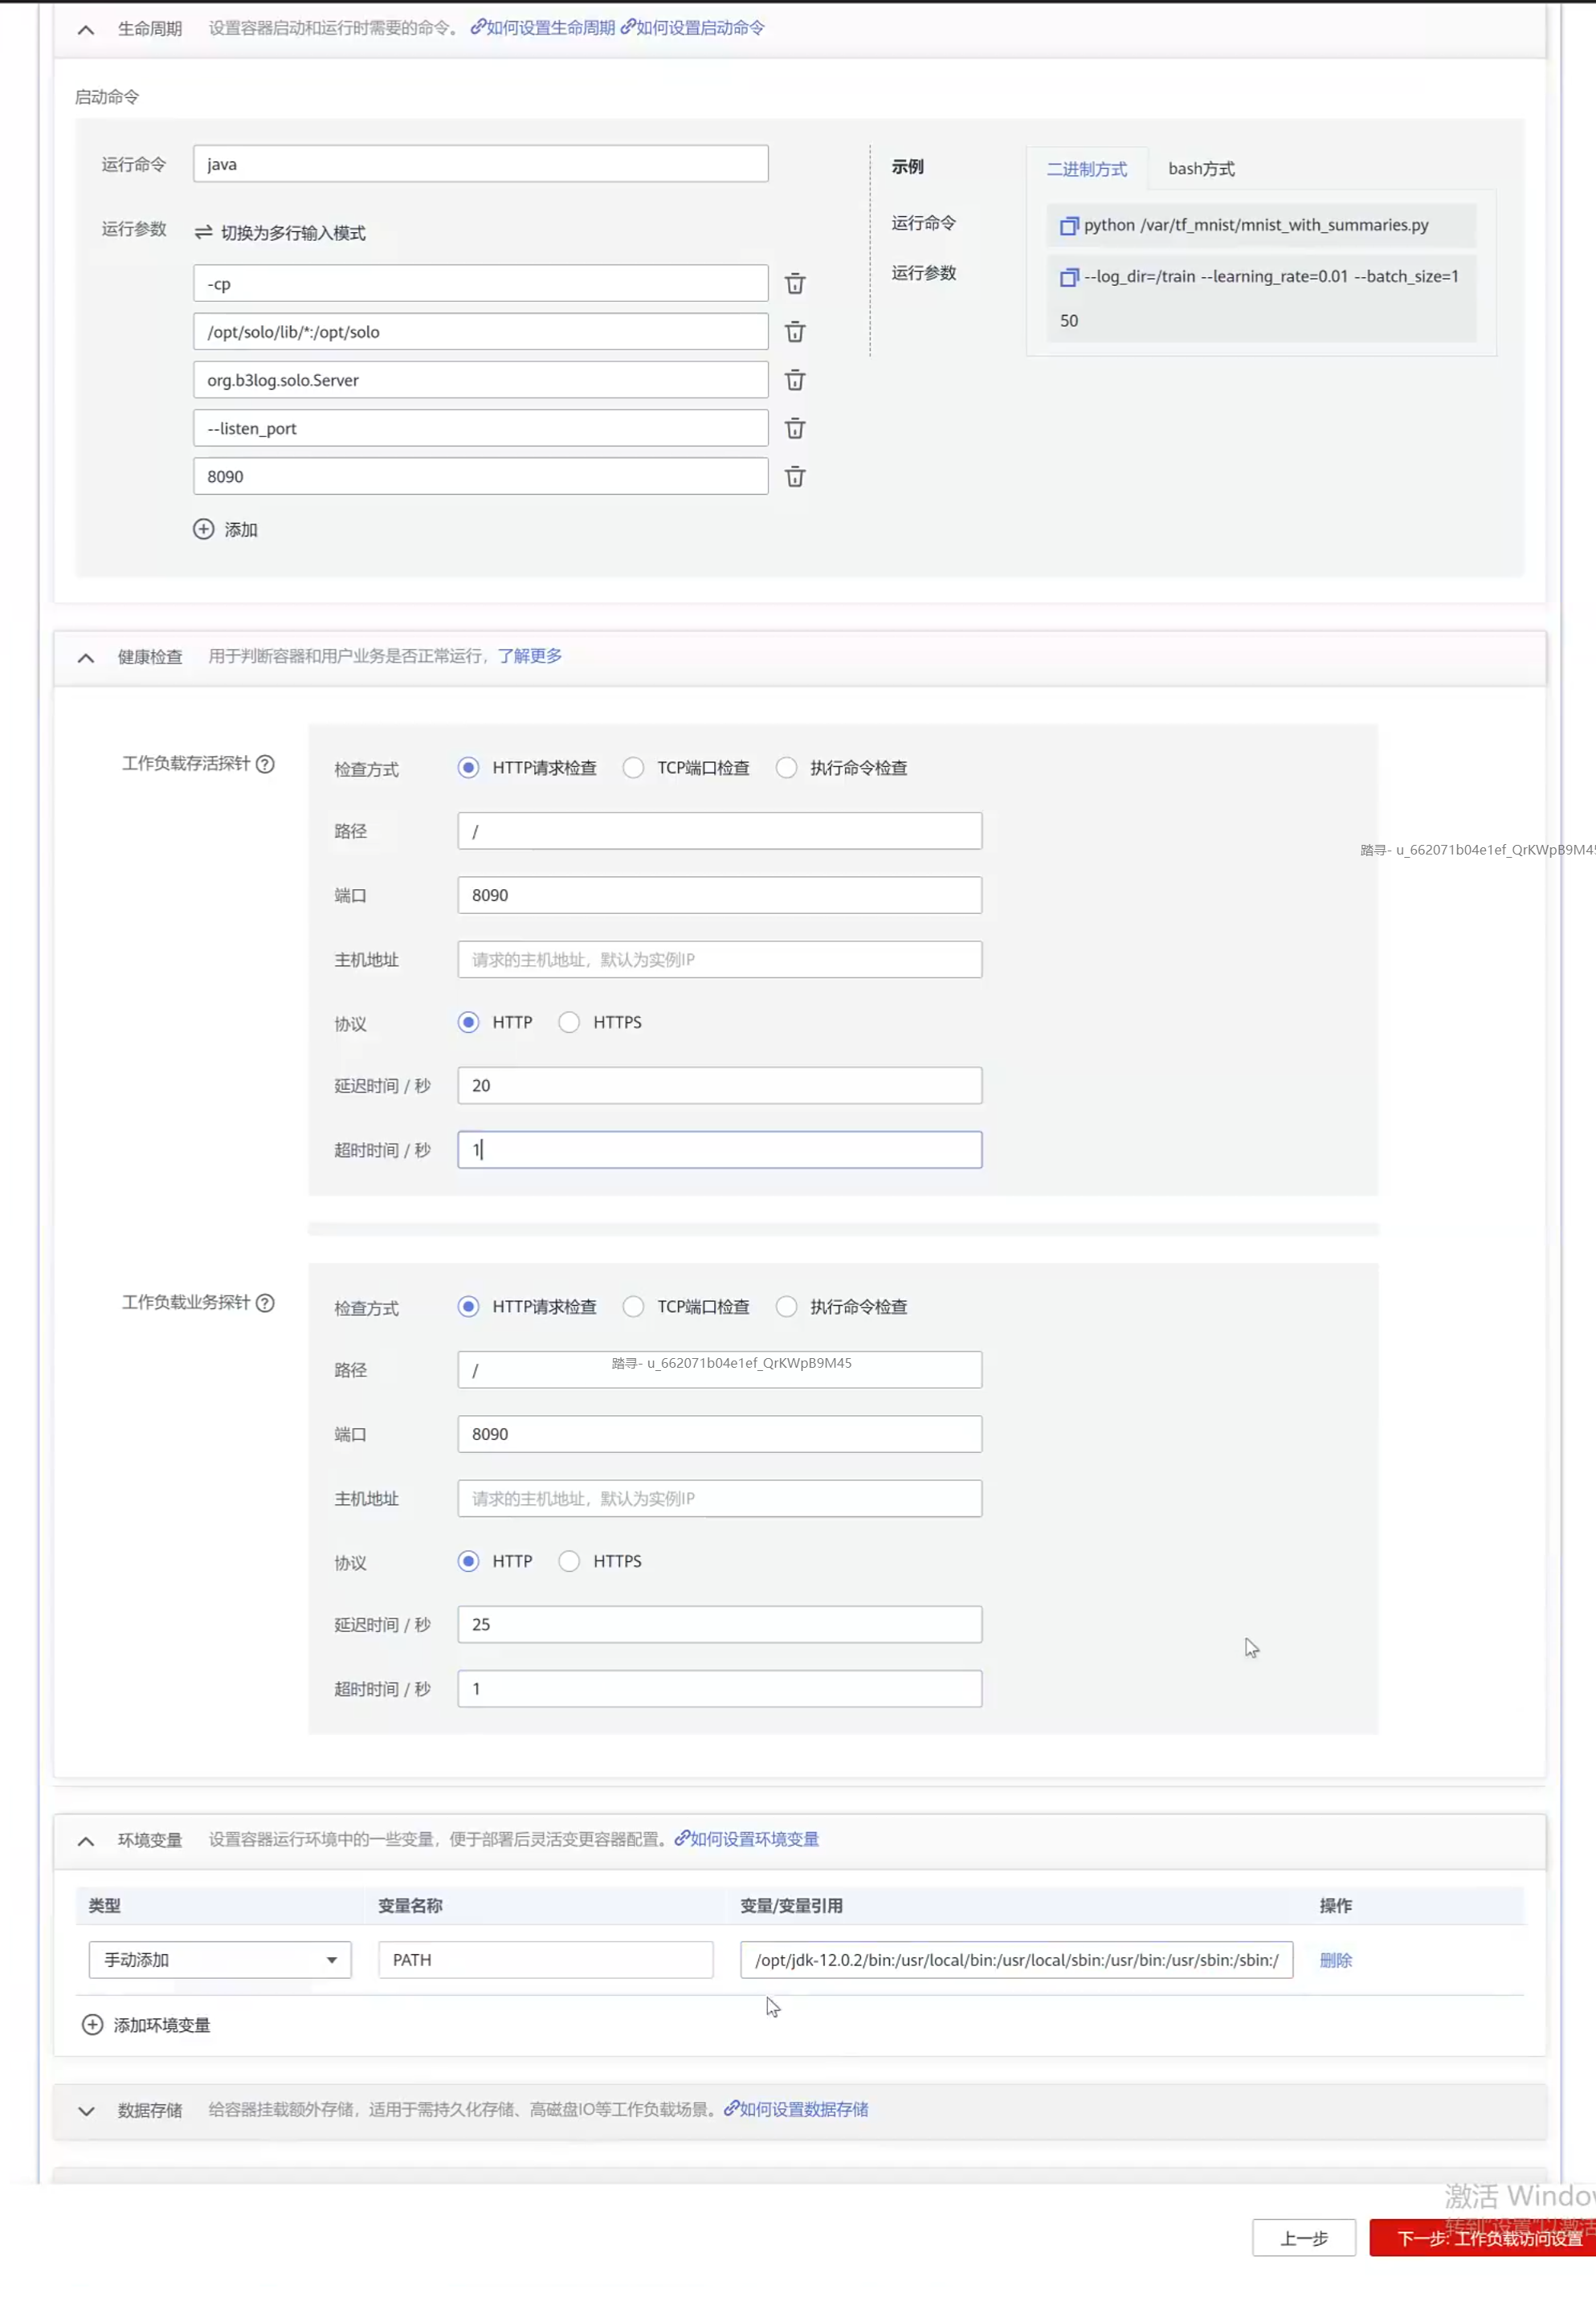 生命周期 设置容器启动和运行时需要的命令。 如何设置生命周期 如何设置启动命令
启动命令
运行命令 java
运行参数 切换为多行输入模式
-cp
/opt/solo/lib/*:/opt/solo
org.b3log.solo.Server
--listen_port
8090
添加
示例 二进制方式 bash方式
运行命令 python /var/tf_mnist/mnist_with_summaries.py
运行参数 --log_dir=/train --learning_rate=0.01 --batch_size=1
50
健康检查 用于判断容器和用户业务是否正常运行，了解更多
工作负载存活探针 ?
检查方式 HTTP请求检查 TCP端口检查 执行命令检查
路径 /
踏寻- u_662071b04e1ef_QrKWpB9M45
端口 8090
主机地址 请求的主机地址，默认为实例IP
协议 HTTP HTTPS
延迟时间 / 秒 20
超时时间 / 秒 1
工作负载业务探针 ?
检查方式 HTTP请求检查 TCP端口检查 执行命令检查
路径 /
踏寻- u_662071b04e1ef_QrKWpB9M45
端口 8090
主机地址 请求的主机地址，默认为实例IP
协议 HTTP HTTPS
延迟时间 / 秒 25
超时时间 / 秒 1
环境变量 设置容器运行环境中的一些变量，便于部署后灵活变更容器配置。 如何设置环境变量
类型 变量名称 变量/变量引用 操作
手动添加 PATH /opt/jdk-12.0.2/bin:/usr/local/bin:/usr/local/sbin:/usr/bin:/usr/sbin:/sbin:/ 删除
添加环境变量
数据存储 给容器挂载额外存储，适用于需持久化存储、高磁盘IO等工作负载场景。 如何设置数据存储
激活 Window
上一步 下一步: 工作负载访问设置